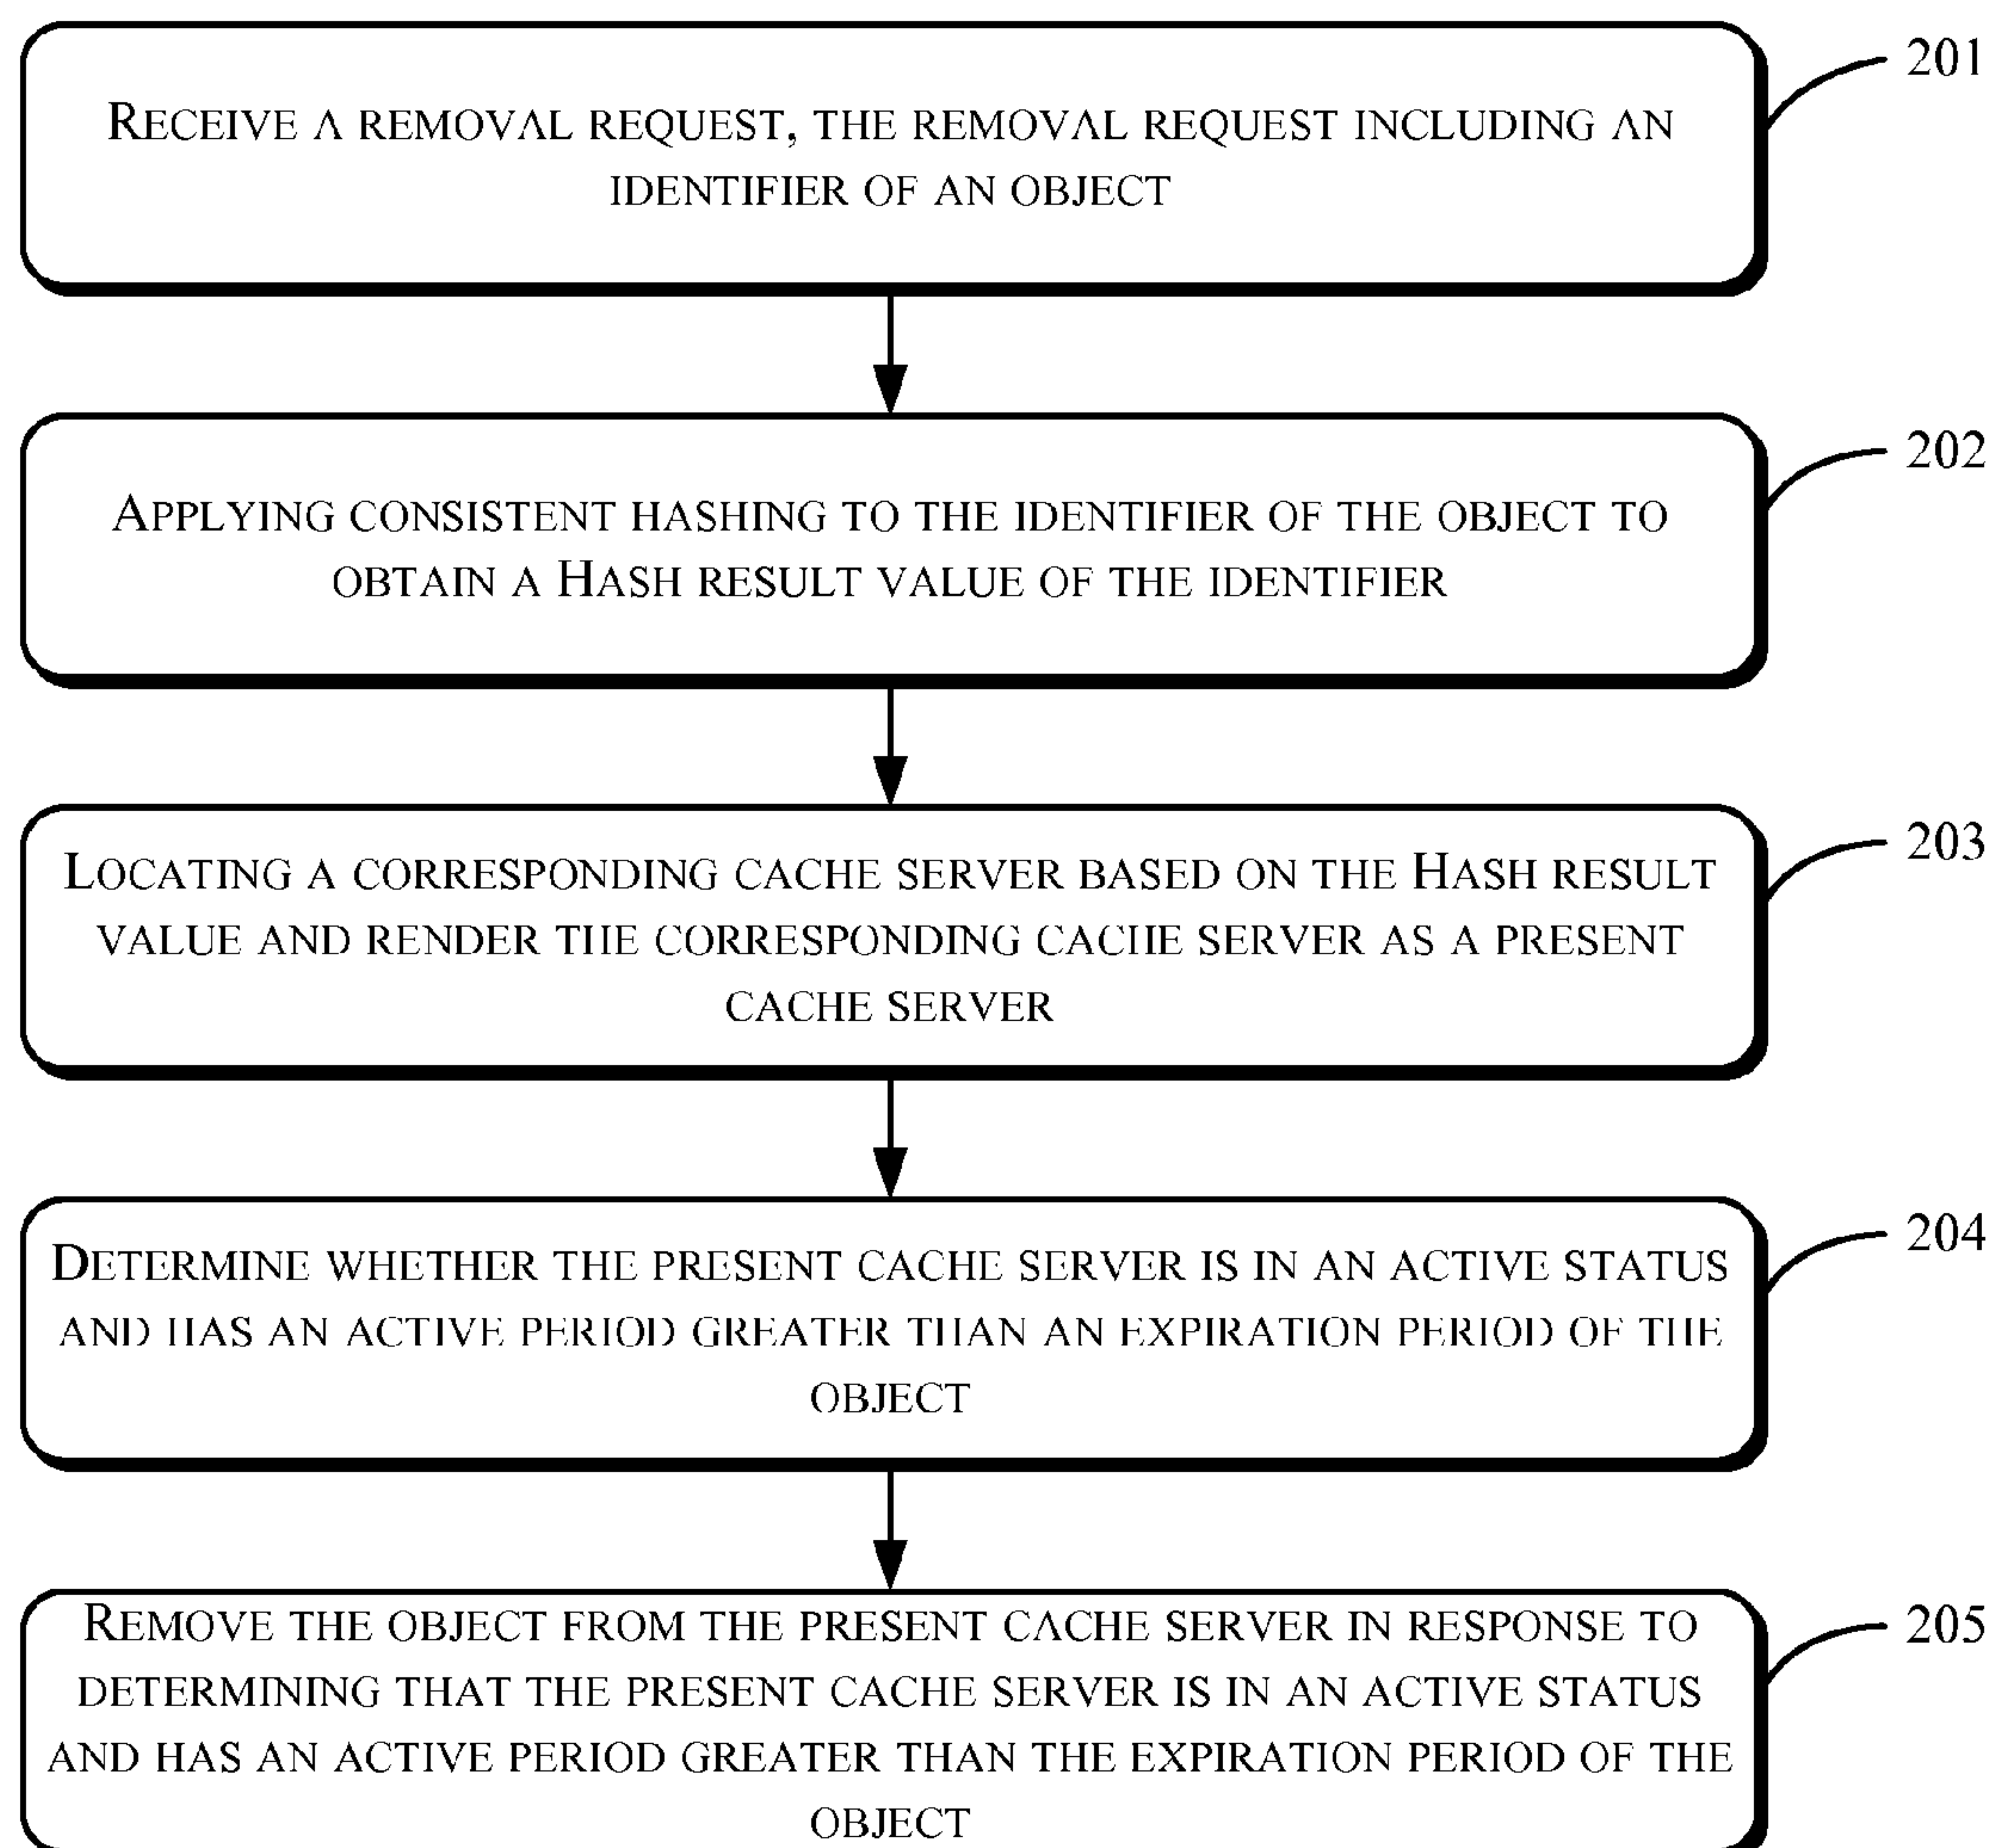 RECEIVE A REMOVAL REQUEST, THE REMOVAL REQUEST INCLUDING AN
IDENTIFIER OF AN OBJECT
201
APPLYING CONSISTENT HASHING TO THE IDENTIFIER OF THE OBJECT TO
OBTAIN A HASH RESULT VALUE OF THE IDENTIFIER
202
LOCATING A CORRESPONDING CACHE SERVER BASED ON THE HASH RESULT
VALUE AND RENDER THE CORRESPONDING CACHE SERVER AS A PRESENT
CACHE SERVER
203
DETERMINE WHETHER THE PRESENT CACHE SERVER IS IN AN ACTIVE STATUS
AND HAS AN ACTIVE PERIOD GREATER THAN AN EXPIRATION PERIOD OF THE
OBJECT
204
REMOVE THE OBJECT FROM THE PRESENT CACHE SERVER IN RESPONSE TO
DETERMINING THAT THE PRESENT CACHE SERVER IS IN AN ACTIVE STATUS
AND HAS AN ACTIVE PERIOD GREATER THAN THE EXPIRATION PERIOD OF THE
OBJECT
205